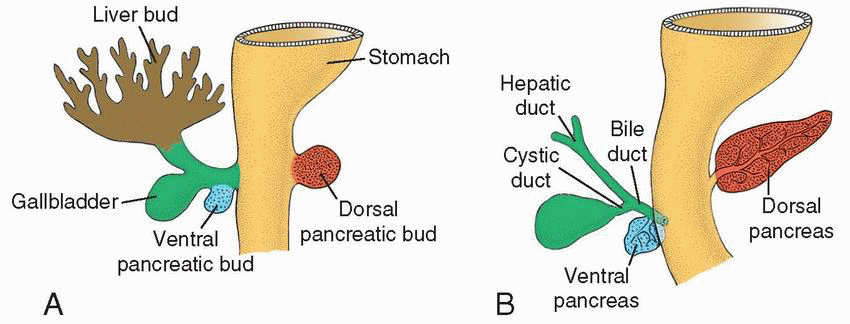 Liver bud
Stomach
Gallbladder
Ventral
pancreatic bud
Dorsal
pancreatic bud
A
Hepatic
duct
Bile
duct
Cystic
duct
Dorsal
pancreas
Ventral
pancreas
B